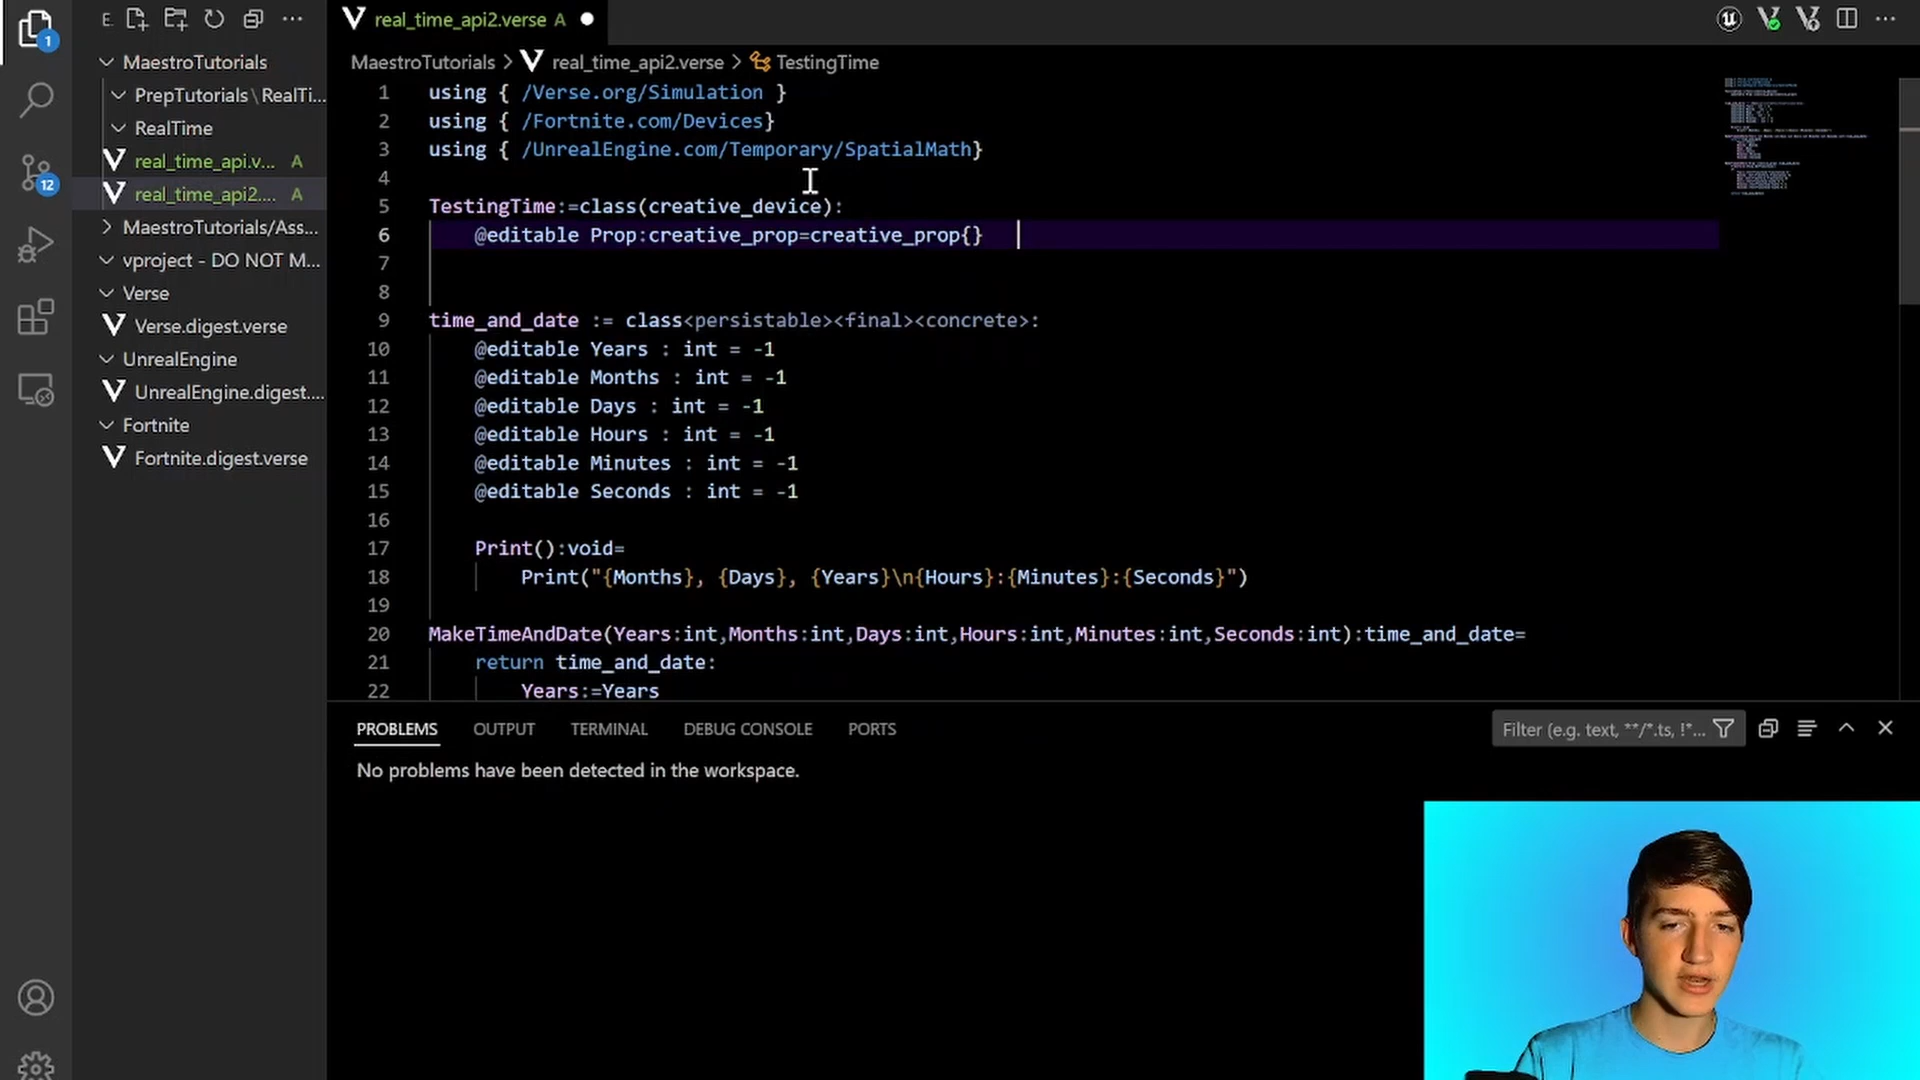 E.
real_time_api2.verse A
MaestroTutorials > real_time_api2.verse > TestingTime
1
12
MaestroTutorials
PrepTutorials\RealTi...
RealTime
real_time_api.v... A
real_time_api2.... A
MaestroTutorials/Ass...
vproject - DO NOT M...
Verse
Verse.digest.verse
UnrealEngine
UnrealEngine.digest....
Fortnite
Fortnite.digest.verse
1 using { /Verse.org/Simulation }
2 using { /Fortnite.com/Devices}
3 using { /UnrealEngine.com/Temporary/SpatialMath}
4
5 TestingTime:=class(creative_device):
6 @editable Prop:creative_prop=creative_prop{}
7
8
9 time_and_date := class<persistable><final><concrete>:
10 @editable Years : int = -1
11 @editable Months : int = -1
12 @editable Days : int = -1
13 @editable Hours : int = -1
14 @editable Minutes : int = -1
15 @editable Seconds : int = -1
16
17 Print():void=
18 Print("{Months}, {Days}, {Years}\n{Hours}:{Minutes}:{Seconds}")
19
20 MakeTimeAndDate(Years:int,Months:int,Days:int,Hours:int,Minutes:int,Seconds:int):time_and_date=
21 return time_and_date:
22 Years:=Years
PROBLEMS OUTPUT TERMINAL DEBUG CONSOLE PORTS
Filter (e.g. text, **/*.ts, !*...
No problems have been detected in the workspace.